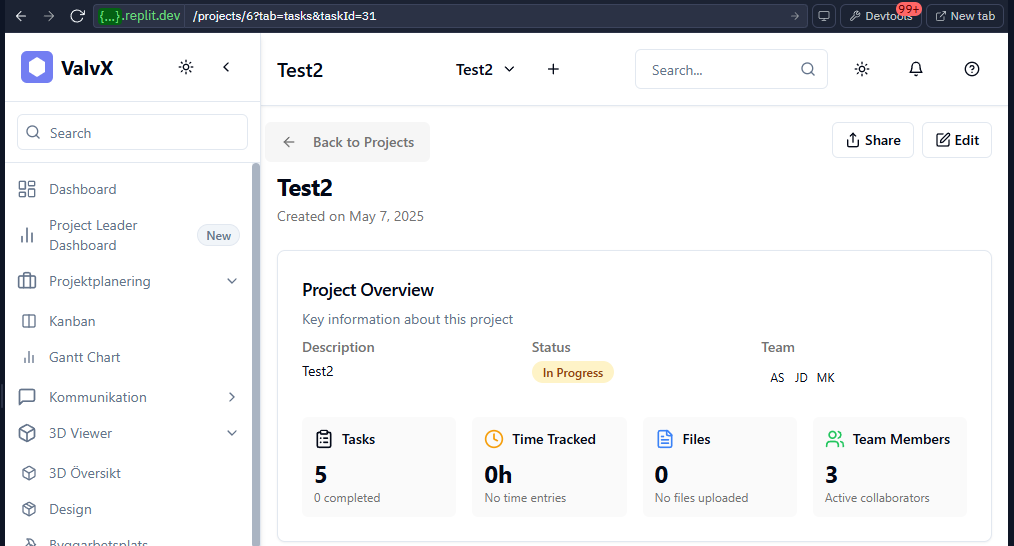 {...}.replit.dev /projects/6?tab=tasks&taskId=31 Devtools 99+ New tab
ValvX
Test2 Test2 Search...
Search
Back to Projects Share Edit
Test2
Created on May 7, 2025
Dashboard
Project Leader
Dashboard New
Projektplanering
Kanban
Gantt Chart
Kommunikation
3D Viewer
3D Översikt
Design
Byggarbetsplats
Project Overview
Key information about this project
Description Status Team
Test2 In Progress AS JD MK
Tasks Time Tracked Files Team Members
5 0h 0 3
0 completed No time entries No files uploaded Active collaborators